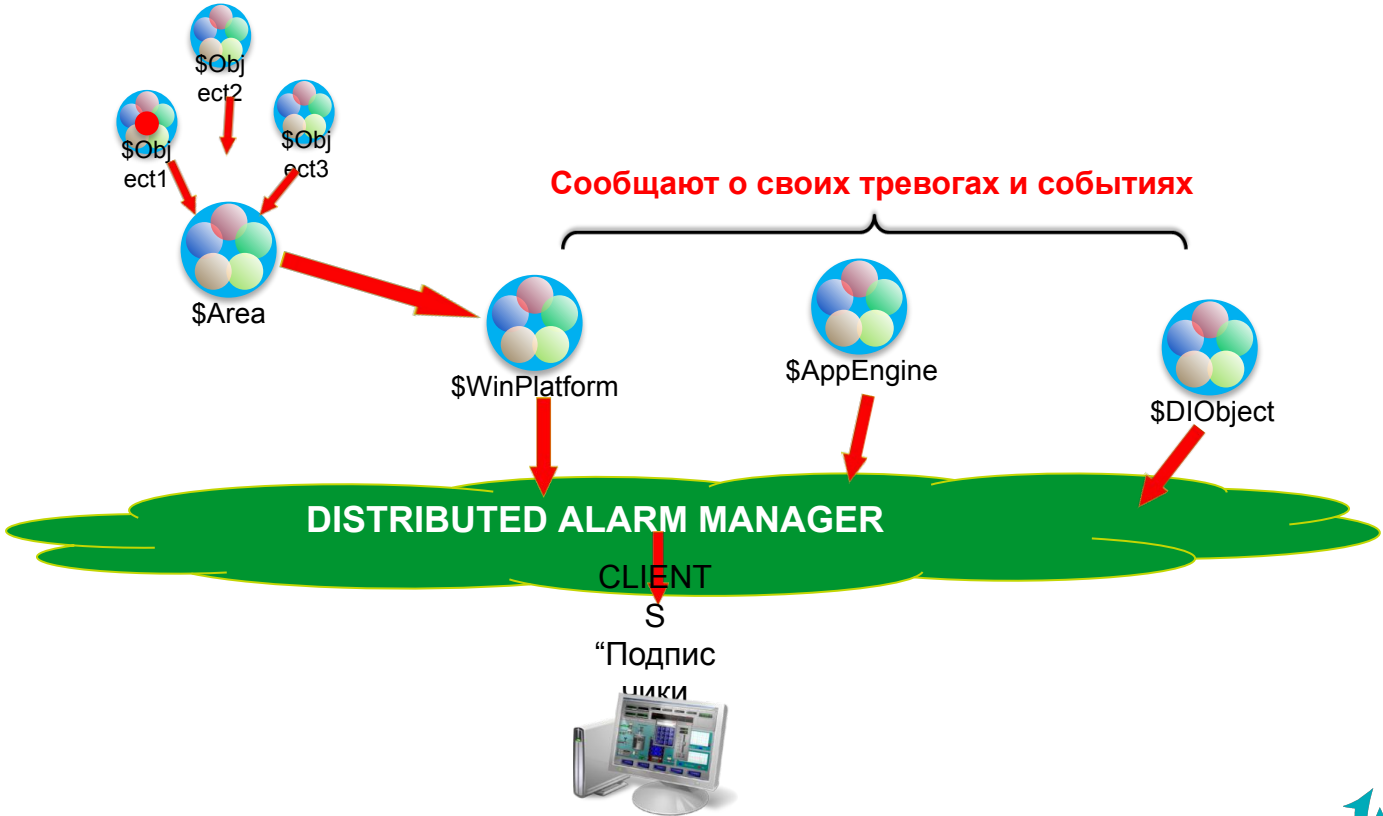 $Obj
ect2
$Obj
ect1
$Obj
ect3
Сообщают о своих тревогах и событиях
$Area
$WinPlatform
$AppEngine
$DIObject
DISTRIBUTED ALARM MANAGER
CLIENT
S
“Подпис
чики